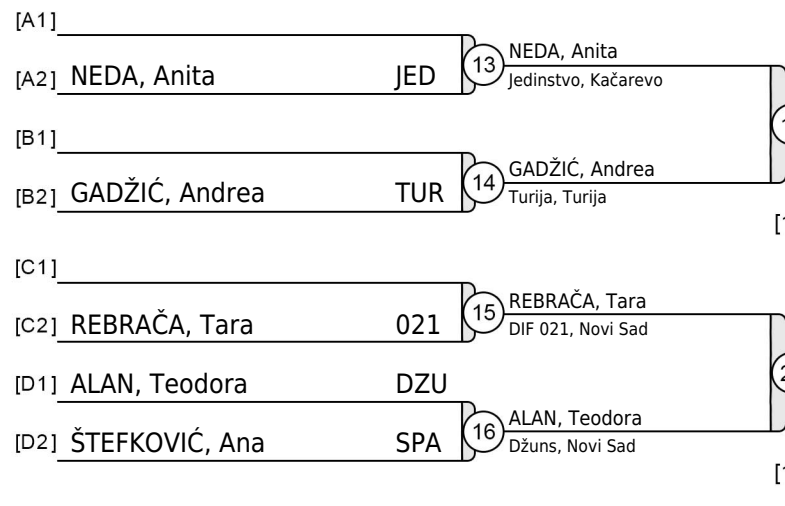 [A1]
[A2] NEDA, Anita JED
13
NEDA, Anita
Jedinstvo, Kačarevo
[B1]
[B2] GADŽIĆ, Andrea TUR
14
GADŽIĆ, Andrea
Turija, Turija
[C1]
[C2] REBRAČA, Tara 021
15
REBRAČA, Tara
DIF 021, Novi Sad
[D1] ALAN, Teodora DZU
[D2] ŠTEFKOVIĆ, Ana SPA
16
ALAN, Teodora
Džuns, Novi Sad